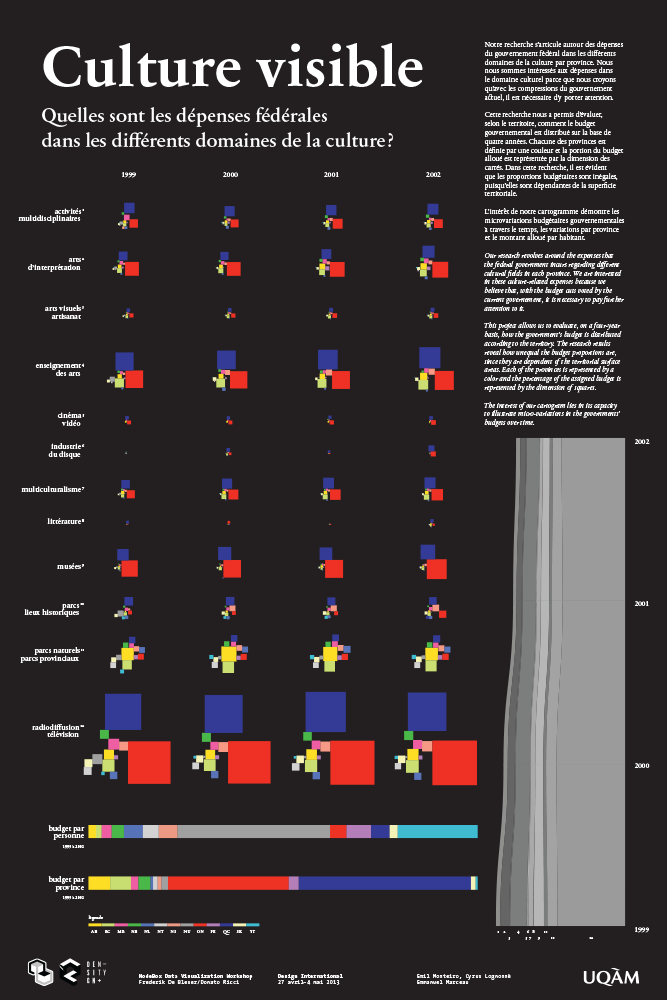 Culture visible
Quelles sont les dépenses fédérales
dans les différents domaines de la culture?
Notre recherche s'articule autour des dépenses
du gouvernement fédéral dans les différents
domaines de la culture par province. Nous
nous sommes intéressés aux dépenses dans
le domaine culturel parce que nous croyons
qu'avec les compressions du gouvernement
actuel, il est nécessaire d'y porter attention.
Cette recherche nous a permis d'évaluer,
selon le territoire, comment le budget
gouvernemental est distribué sur la base de
quatre années. Chacune des provinces est
définie par une couleur et la portion du budget
alloué est représentée par la dimension des
carrés. Dans cette recherche, il est évident
que les proportions budgétaires sont inégales,
puisqu'elles sont dépendantes de la superficie
territoriale.
L'intérêt de notre cartogramme démontre les
microvariations budgétaires gouvernementales
à travers le temps, les variations par province
et le montant alloué par habitant.
Our research revolves around the expenses that
the federal government incurs regarding different
cultural fields in each province. We are interested
in these culture-related expenses because we
believe that, with the budget cuts voted by the
current government, it is necessary to pay further
attention to it.
This project allows us to evaluate, on a four-year-
basis, how the government's budget is distributed
according to the territory. The research results
reveal how unequal the budget proportions are,
since they are dependent of the territorial surface
areas. Each of the provinces is represented by a
color and the percentage of the assigned budget is
represented by the dimension of squares.
The interest of our cartogram lies in its capacity
to illustrate micro-variations in the governments'
budgets over time.
1999 2000 2001 2002
activités
multidisciplinaires
arts
d'interprétation
arts visuels
artisanat
enseignement
des arts
cinéma
vidéo
industrie
du disque
multiculturalisme
littérature
musées
parcs
lieux historiques
parcs naturels
parcs provinciaux
radiodiffusion
télévision
budget par
personne
1999 à 2002
budget par
province
1999 à 2002
légende
AB BC MB NB NL NT NS NU ON PE QC SK YT
2002
2001
2000
1999
DEN-
SITY
ON+
NodeBox Data Visualization Workshop
Frederik De Bleser/Donato Ricci
Design International
27 avril-4 mai 2013
Emil Monteiro, Cyrus Lognonné
Emmanuel Marceau
UQÀM